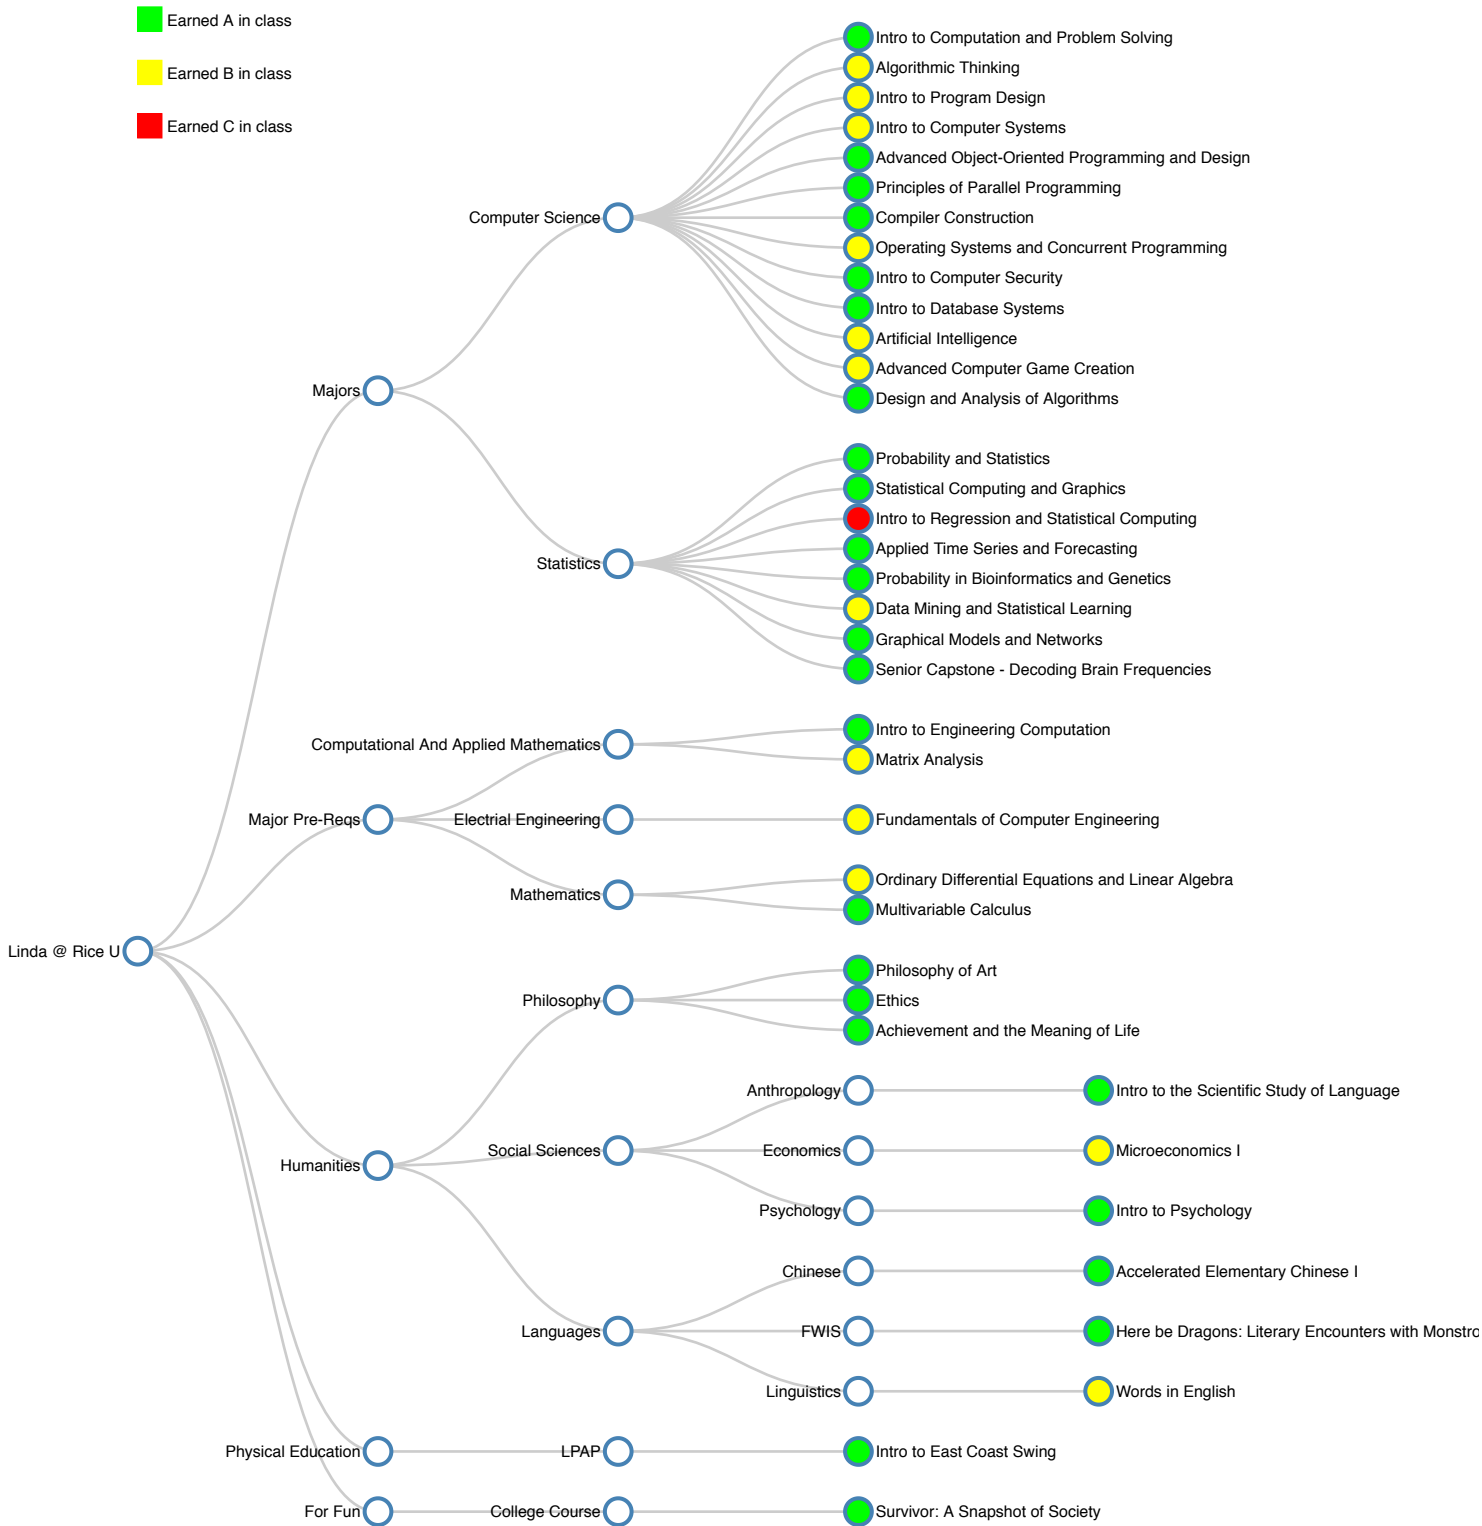 Earned A in class
Earned B in class
Earned C in class
Intro to Computation and Problem Solving
Algorithmic Thinking
Intro to Program Design
Intro to Computer Systems
Advanced Object-Oriented Programming and Design
Principles of Parallel Programming
Computer Science
Compiler Construction
Operating Systems and Concurrent Programming
Intro to Computer Security
Intro to Database Systems
Artificial Intelligence
Advanced Computer Game Creation
Majors
Design and Analysis of Algorithms
Probability and Statistics
Statistical Computing and Graphics
Intro to Regression and Statistical Computing
Applied Time Series and Forecasting
Statistics
Probability in Bioinformatics and Genetics
Data Mining and Statistical Learning
Graphical Models and Networks
Senior Capstone - Decoding Brain Frequencies
Intro to Engineering Computation
Computational And Applied Mathematics
Matrix Analysis
Major Pre-Reqs
Electrial Engineering
Fundamentals of Computer Engineering
Ordinary Differential Equations and Linear Algebra
Mathematics
Multivariable Calculus
Linda @ Rice U
Philosophy of Art
Philosophy
Ethics
Achievement and the Meaning of Life
Anthropology
Intro to the Scientific Study of Language
Social Sciences
Economics
Microeconomics I
Humanities
Psychology
Intro to Psychology
Chinese
Accelerated Elementary Chinese I
Languages
FWIS
Here be Dragons: Literary Encounters with Monstro
Linguistics
Words in English
Physical Education
LPAP
Intro to East Coast Swing
For Fun
College Course
Survivor: A Snapshot of Society